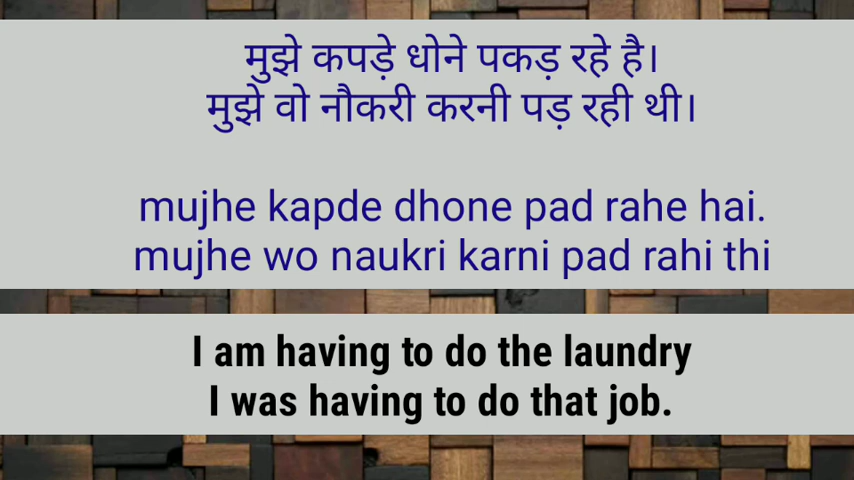 मुझे कपड़े धोने पकड़ रहे है।
मुझे वो नौकरी करनी पड़ रही थी।
mujhe kapde dhone pad rahe hai.
mujhe wo naukri karni pad rahi thi
I am having to do the laundry
I was having to do that job.